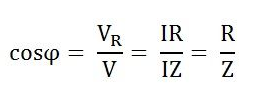 cosφ = V_R/V = IR/IZ = R/Z